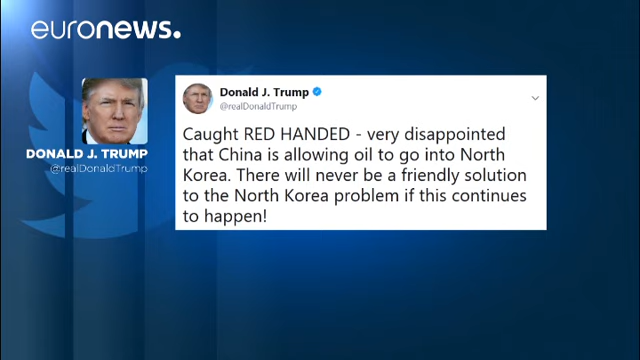 euronews.
DONALD J. TRUMP
@realDonaldTrump
Donald J. Trump
@realDonaldTrump
Caught RED HANDED - very disappointed
that China is allowing oil to go into North
Korea. There will never be a friendly solution
to the North Korea problem if this continues
to happen!